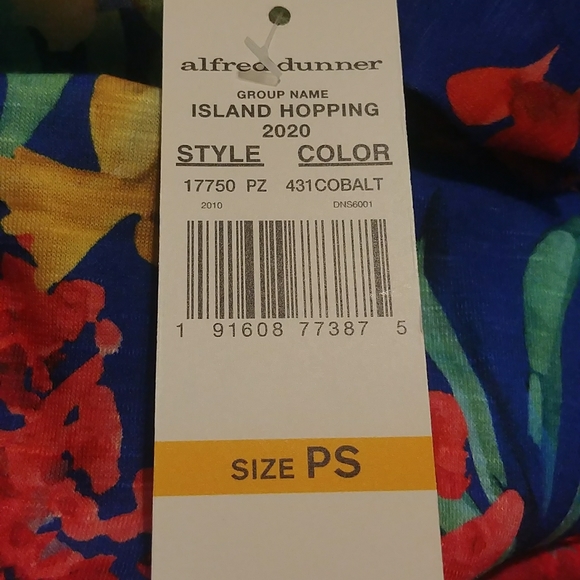 alfred dunner
GROUP NAME
ISLAND HOPPING
2020
STYLE COLOR
17750 PZ 431COBALT
2010 DNS6001
1 91608 77387 5
SIZE PS